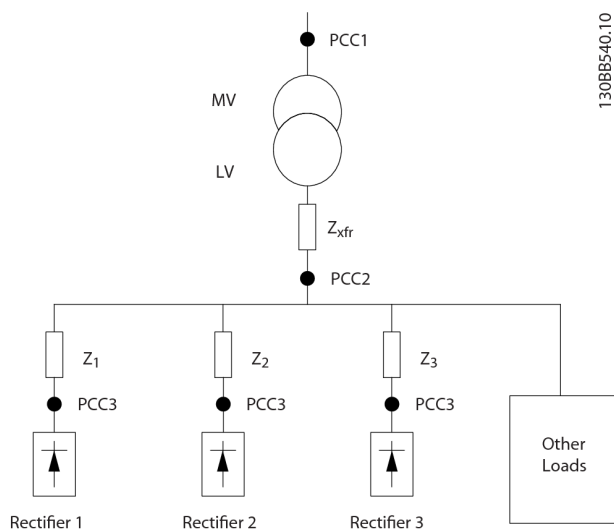 130BB540.10
PCC1
MV
LV
Zxfr
PCC2
Z1
Z2
Z3
PCC3
PCC3
PCC3
Other
Loads
Rectifier 1
Rectifier 2
Rectifier 3